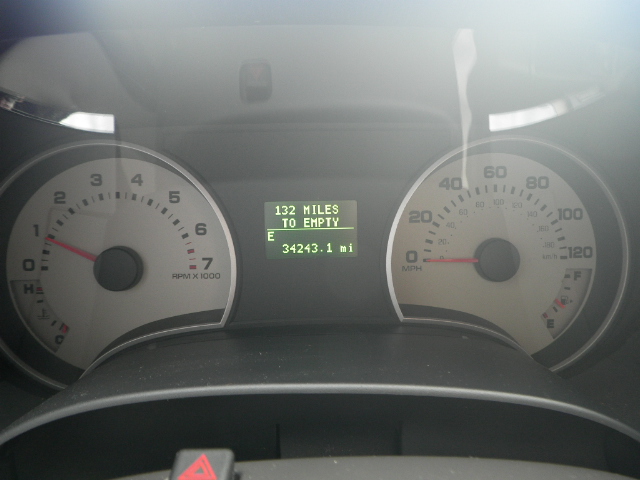 132 MILES
TO EMPTY
E
34243.1 mi
0 1 2 3 4 5 6 7
RPM X 1000
H
C
0 20 40 60 80 100 120
MPH
km/h
F
E